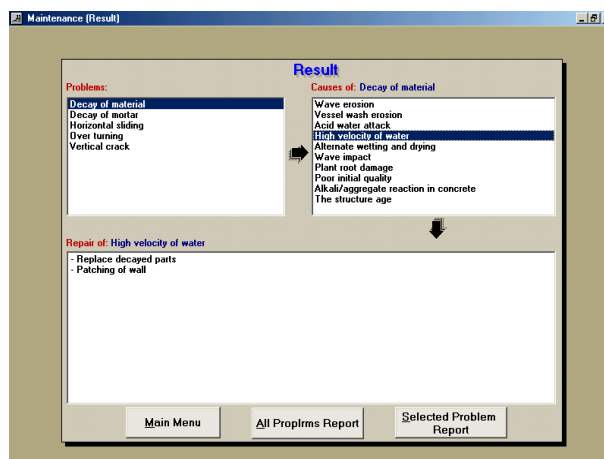 Maintenance (Result)
Result
Problems:
Causes of: Decay of material
Decay of material
Decay of mortar
Horizontal sliding
Over turning
Vertical crack
Wave erosion
Vessel wash erosion
Acid water attack
High velocity of water
Alternate wetting and drying
Wave impact
Plant root damage
Poor initial quality
Alkali/aggregate reaction in concrete
The structure age
Repair of: High velocity of water
- Replace decayed parts
- Patching of wall
Main Menu
All Proplrms Report
Selected Problem
Report